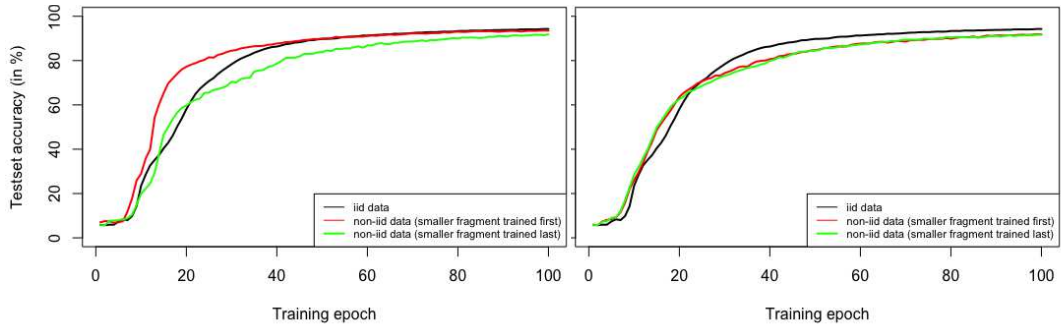 Testset accuracy (in %)
100
80
60
40
20
0
iid data
non-iid data (smaller fragment trained first)
non-iid data (smaller fragment trained last)
0 20 40 60 80 100
Training epoch
iid data
non-iid data (smaller fragment trained first)
non-iid data (smaller fragment trained last)
0 20 40 60 80 100
Training epoch